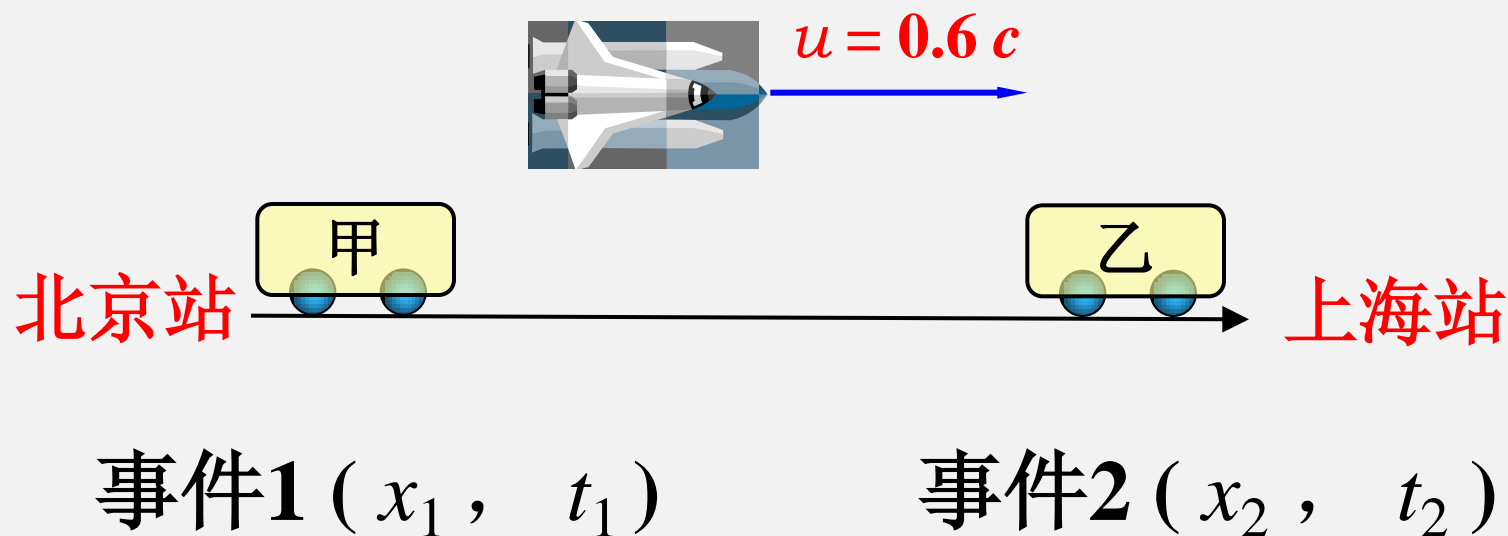 u = 0.6 c
甲
乙
北京站
上海站
事件1 ( x₁ , t₁ )
事件2 ( x₂ , t₂ )